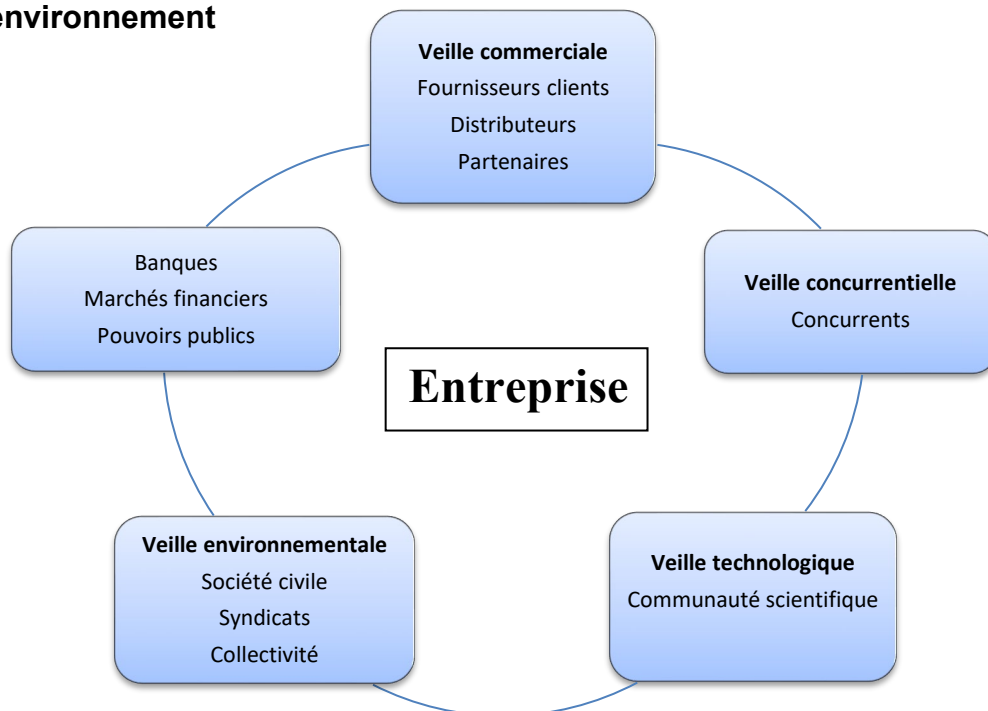 environnement
Veille commerciale
Fournisseurs clients
Distributeurs
Partenaires
Banques
Marchés financiers
Pouvoirs publics
Veille concurrentielle
Concurrents
Entreprise
Veille environnementale
Société civile
Syndicats
Collectivité
Veille technologique
Communauté scientifique